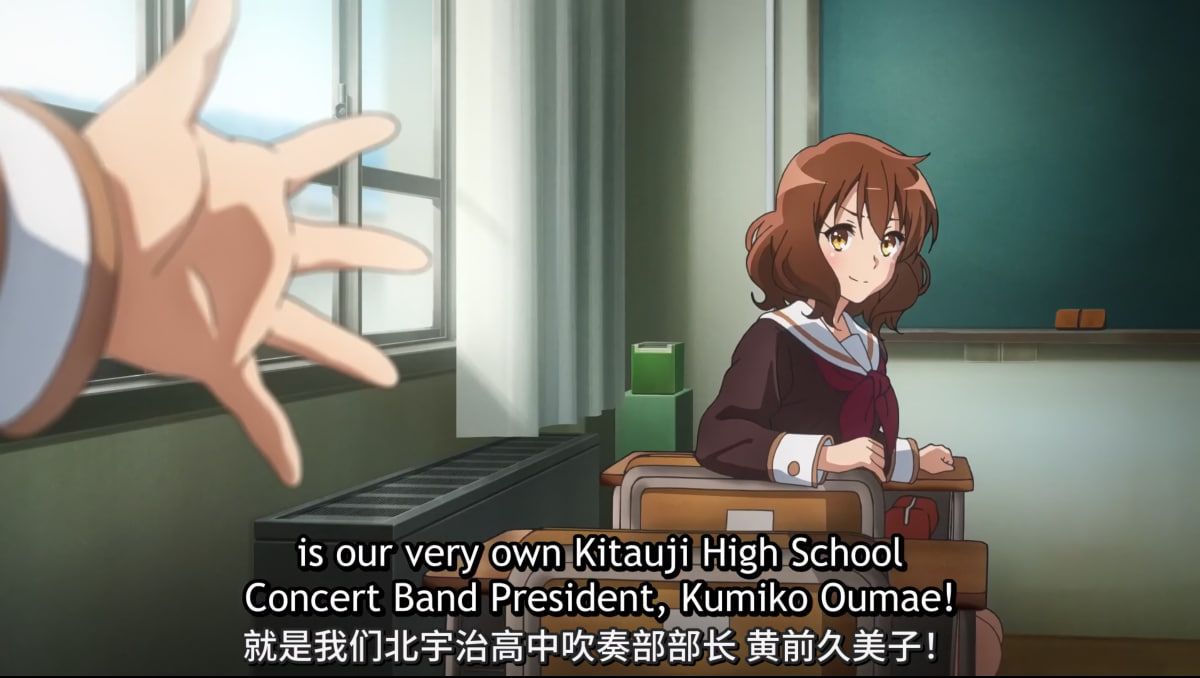 is our very own Kitauji High School
Concert Band President, Kumiko Oumae!
就是我们北宇治高中吹奏部部长 黄前久美子！